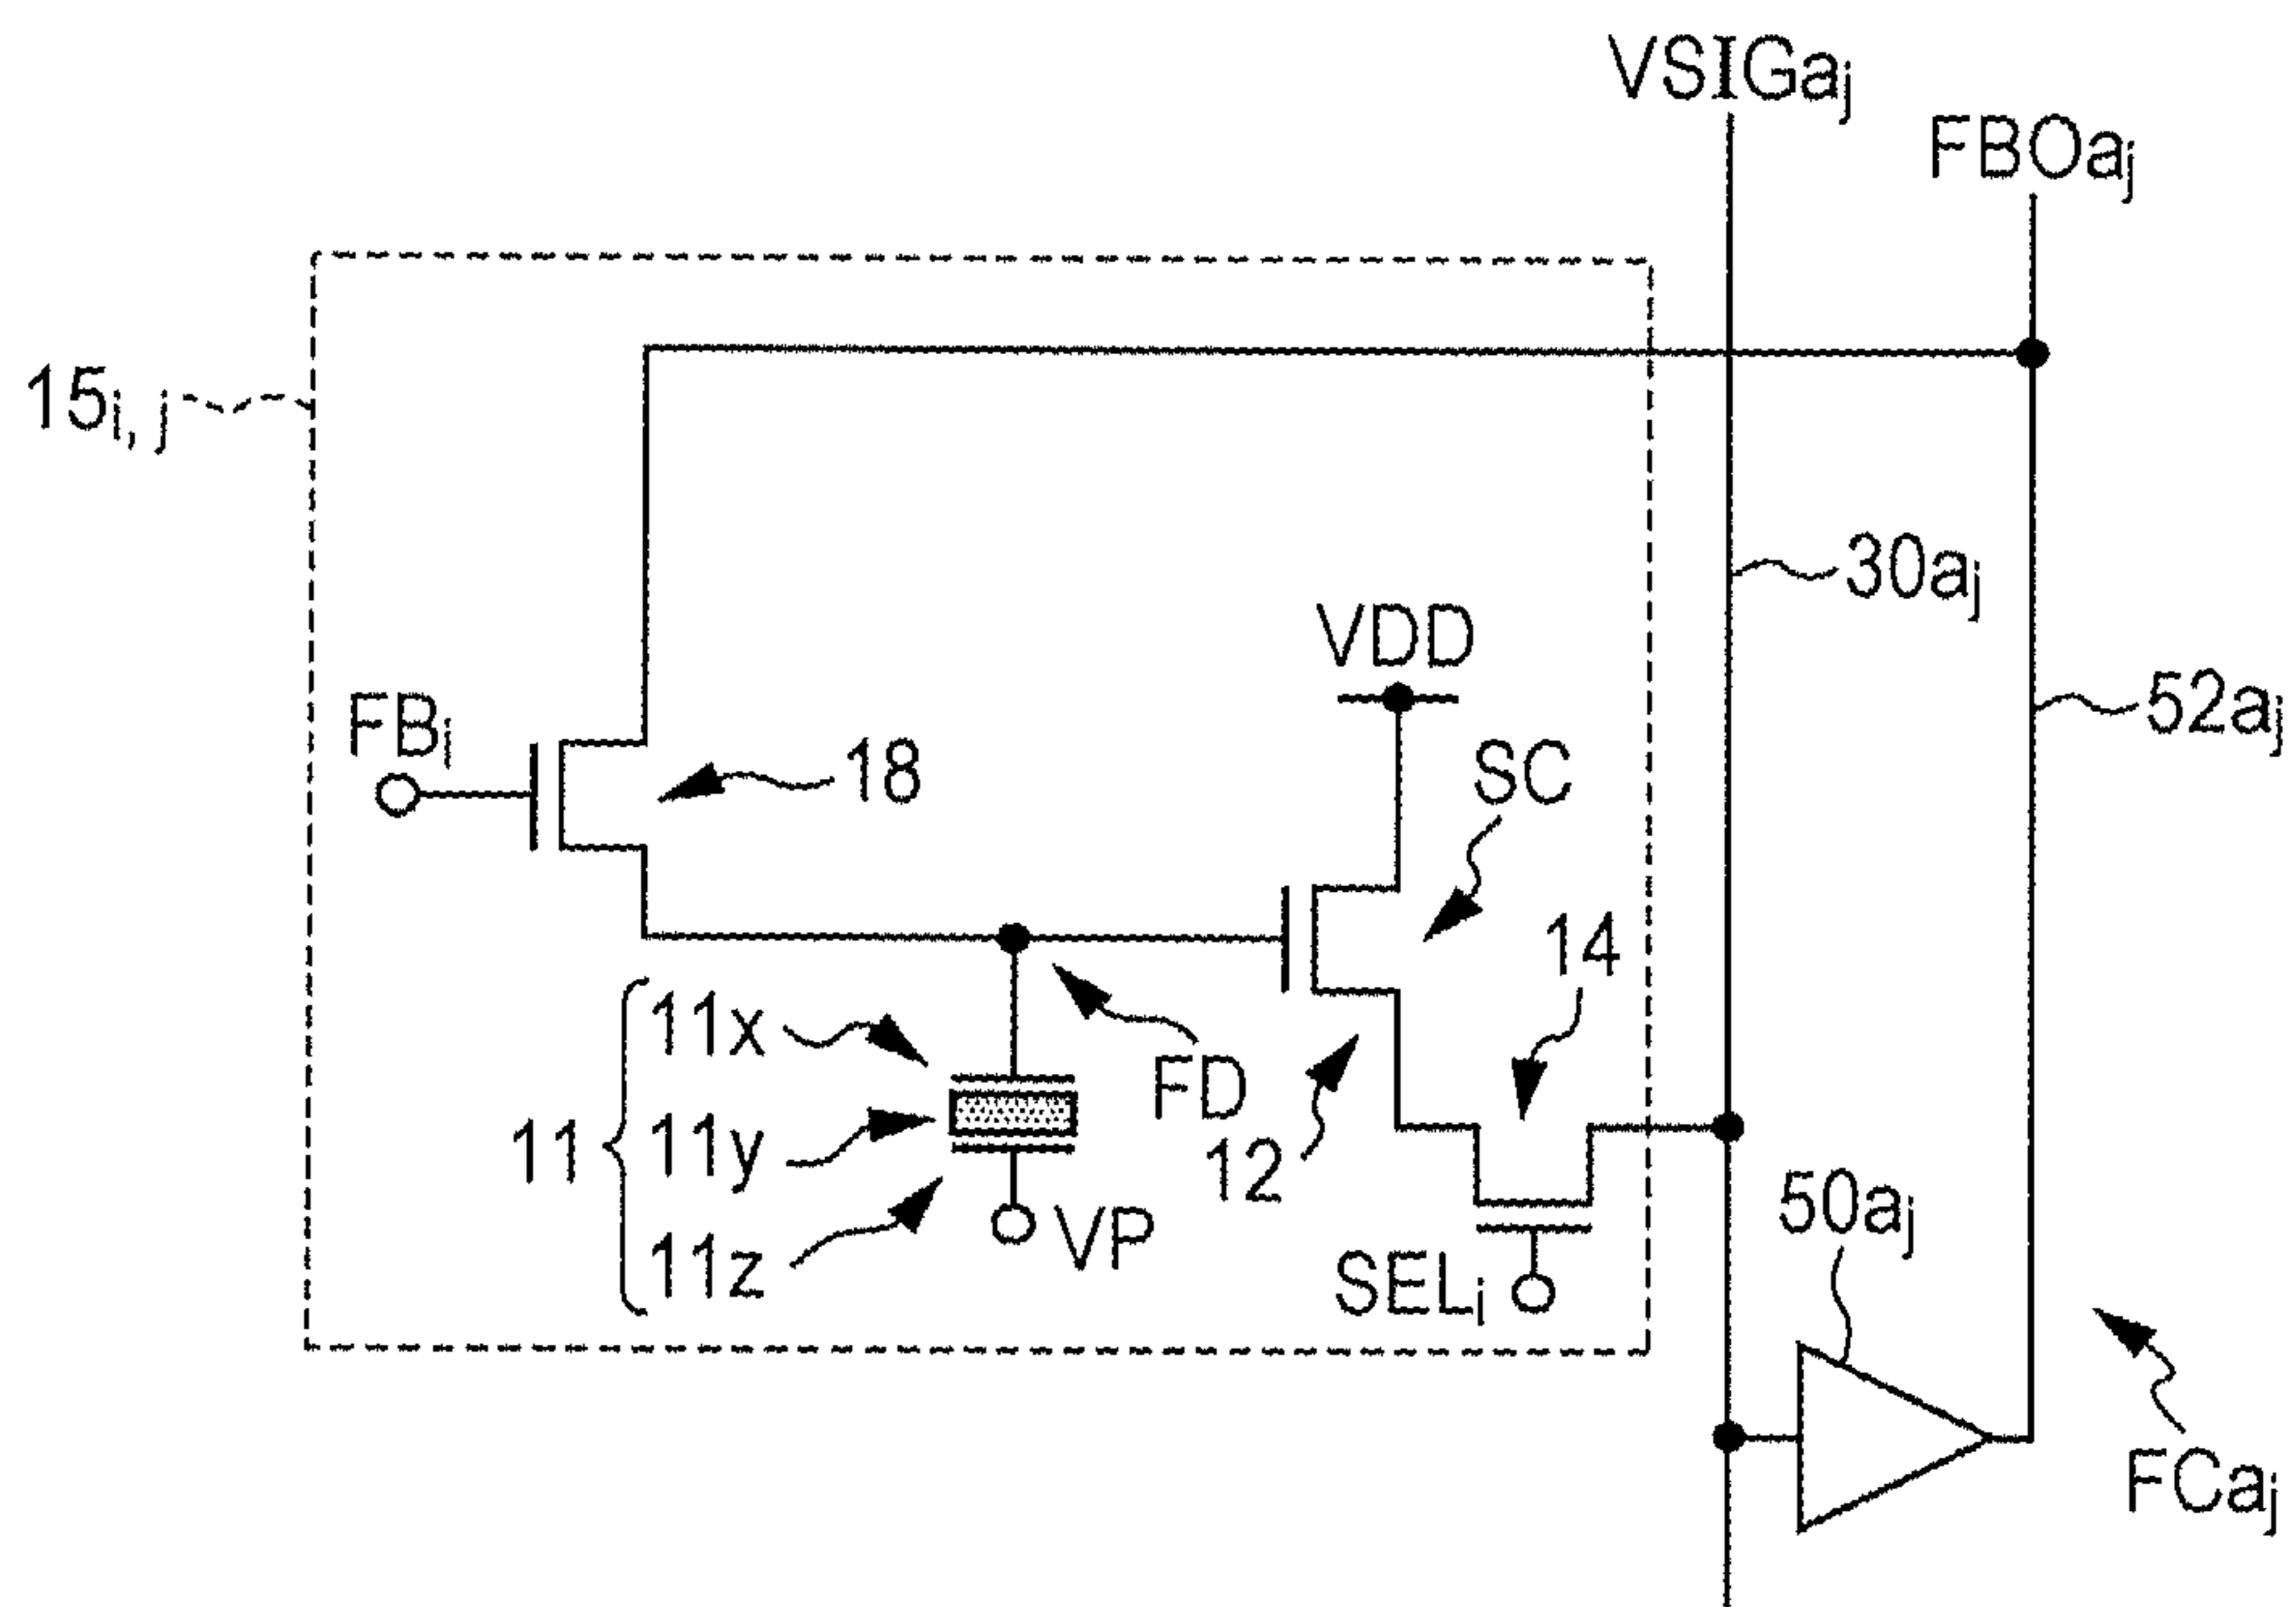 VSIGaj
FBOaj
15i, j
30aj
VDD
52aj
FBi
18
SC
14
11x
FD
11
11y
12
50aj
11z
VP
SELi
FCaj